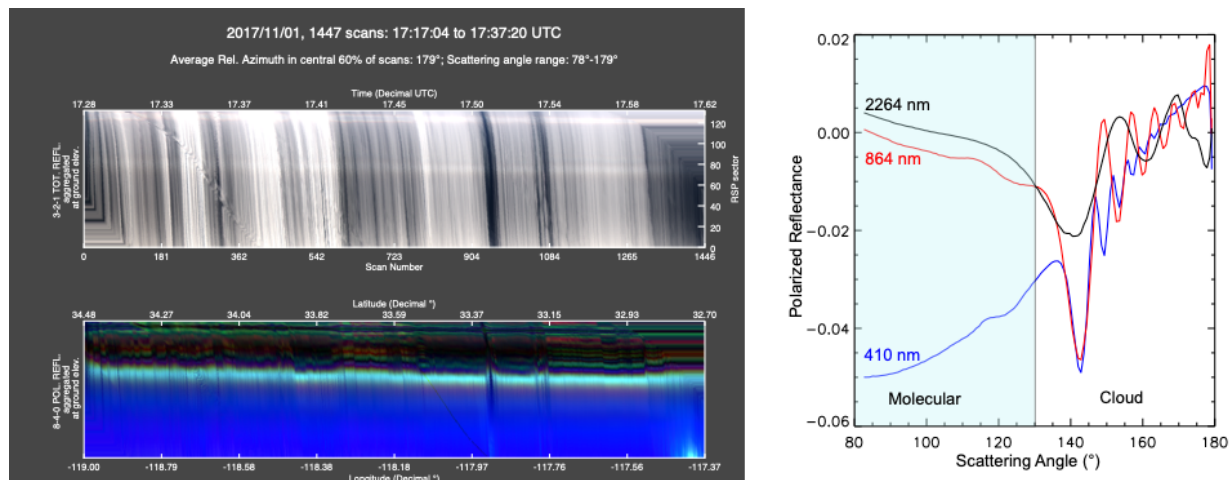 2017/11/01, 1447 scans: 17:17:04 to 17:37:20 UTC
Average Rel. Azimuth in central 60% of scans: 179°; Scattering angle range: 78°-179°
Time (Decimal UTC)
17.28 17.33 17.37 17.41 17.45 17.50 17.54 17.58 17.62
3-2-1 TOT. REFL.
aggregated
at ground elev.
120
100
80
60
40
20
0
RSP sector
0 181 362 542 723 904 1084 1265 1446
Scan Number
Latitude (Decimal °)
34.48 34.27 34.04 33.82 33.59 33.37 33.15 32.93 32.70
8-4-0 POL. REFL.
aggregated
at ground elev.
-119.00 -118.79 -118.58 -118.38 -118.18 -117.97 -117.76 -117.56 -117.37
Longitude (Decimal °)
Polarized Reflectance
0.02
0.00
-0.02
-0.04
-0.06
2264 nm
864 nm
410 nm
Molecular
Cloud
80 100 120 140 160 180
Scattering Angle (°)